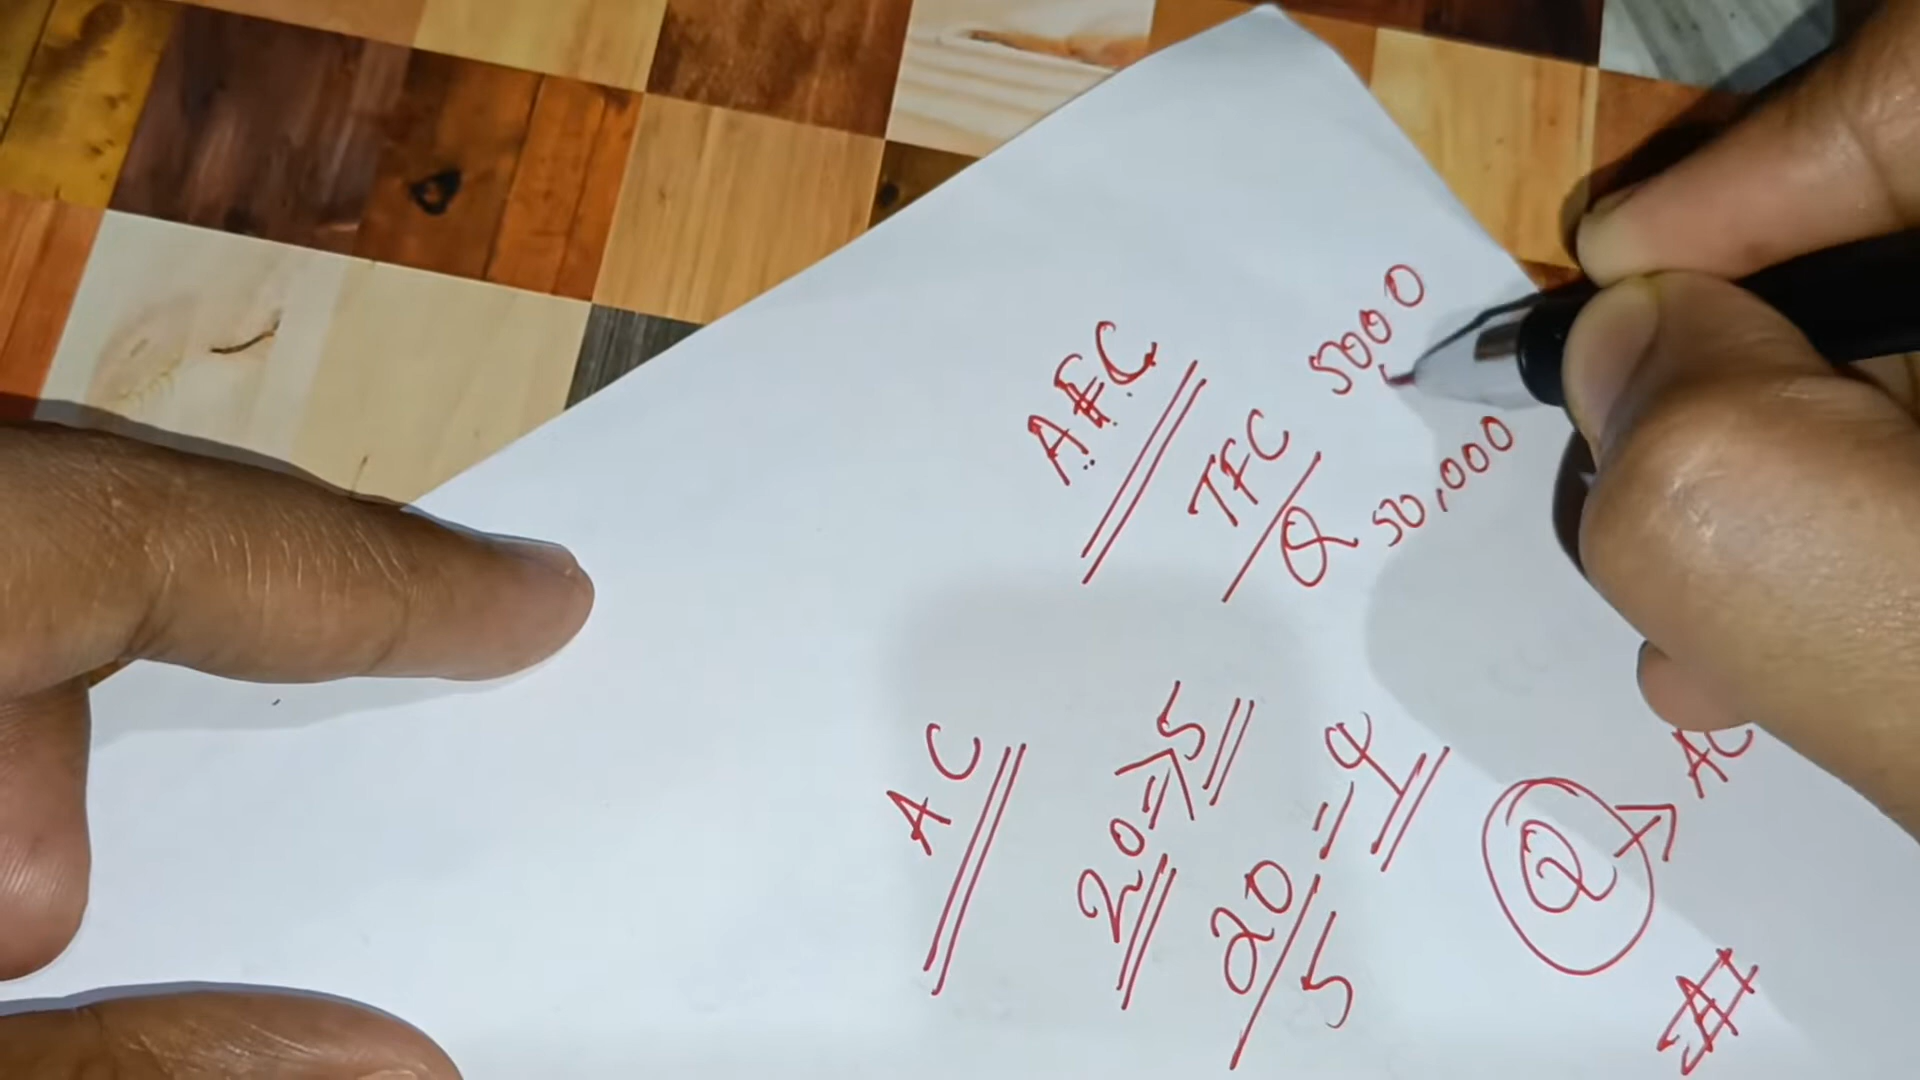 AFC
TFC
Q
5000
50,000
AC
20 => 5
20
5
= 4
Q → AC